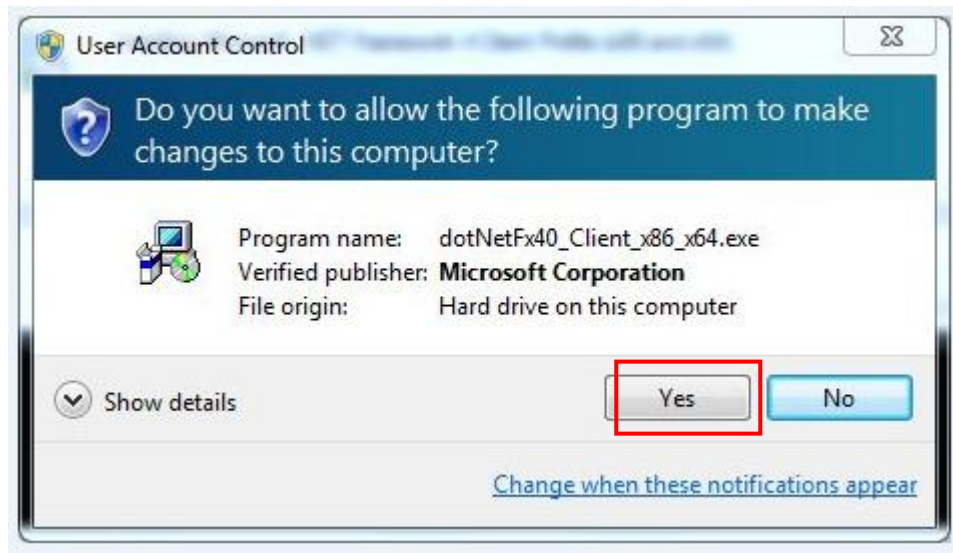 User Account Control
Do you want to allow the following program to make
changes to this computer?
Program name: dotNetFx40_Client_x86_x64.exe
Verified publisher: Microsoft Corporation
File origin: Hard drive on this computer
Show details
Yes
No
Change when these notifications appear